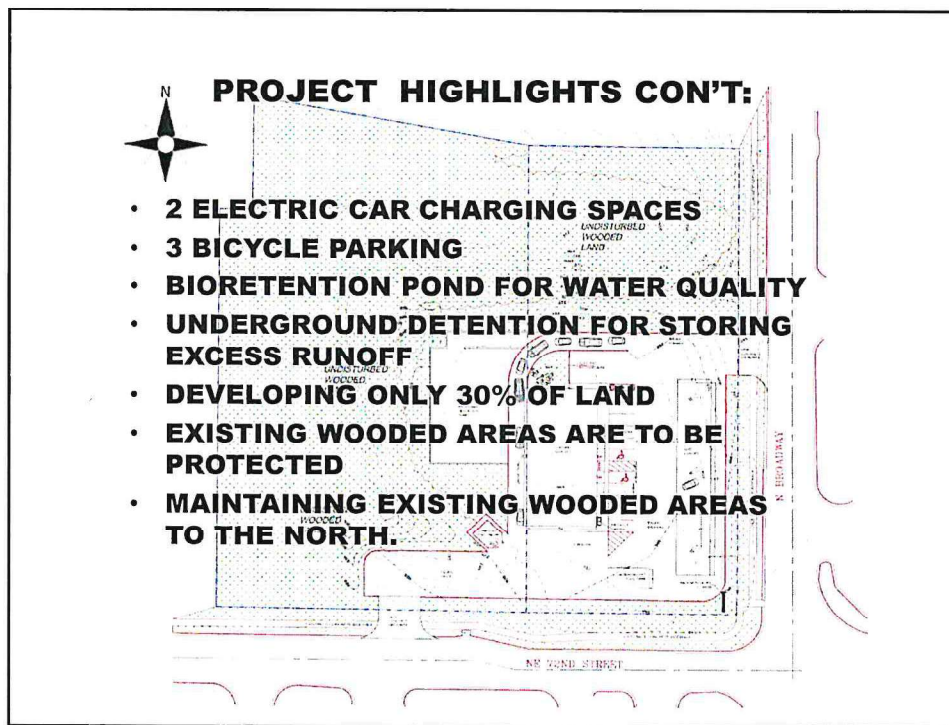 N
PROJECT HIGHLIGHTS CON'T:
• 2 ELECTRIC CAR CHARGING SPACES
UNDISTURBED
WOODED
LAND
• 3 BICYCLE PARKING
• BIORETENTION POND FOR WATER QUALITY
• UNDERGROUND DETENTION FOR STORING
EXCESS RUNOFF
UNDISTURBED
WOODED
• DEVELOPING ONLY 30% OF LAND
• EXISTING WOODED AREAS ARE TO BE
PROTECTED
• MAINTAINING EXISTING WOODED AREAS
WOODED
TO THE NORTH.
N BROADWAY
NE 72ND STREET